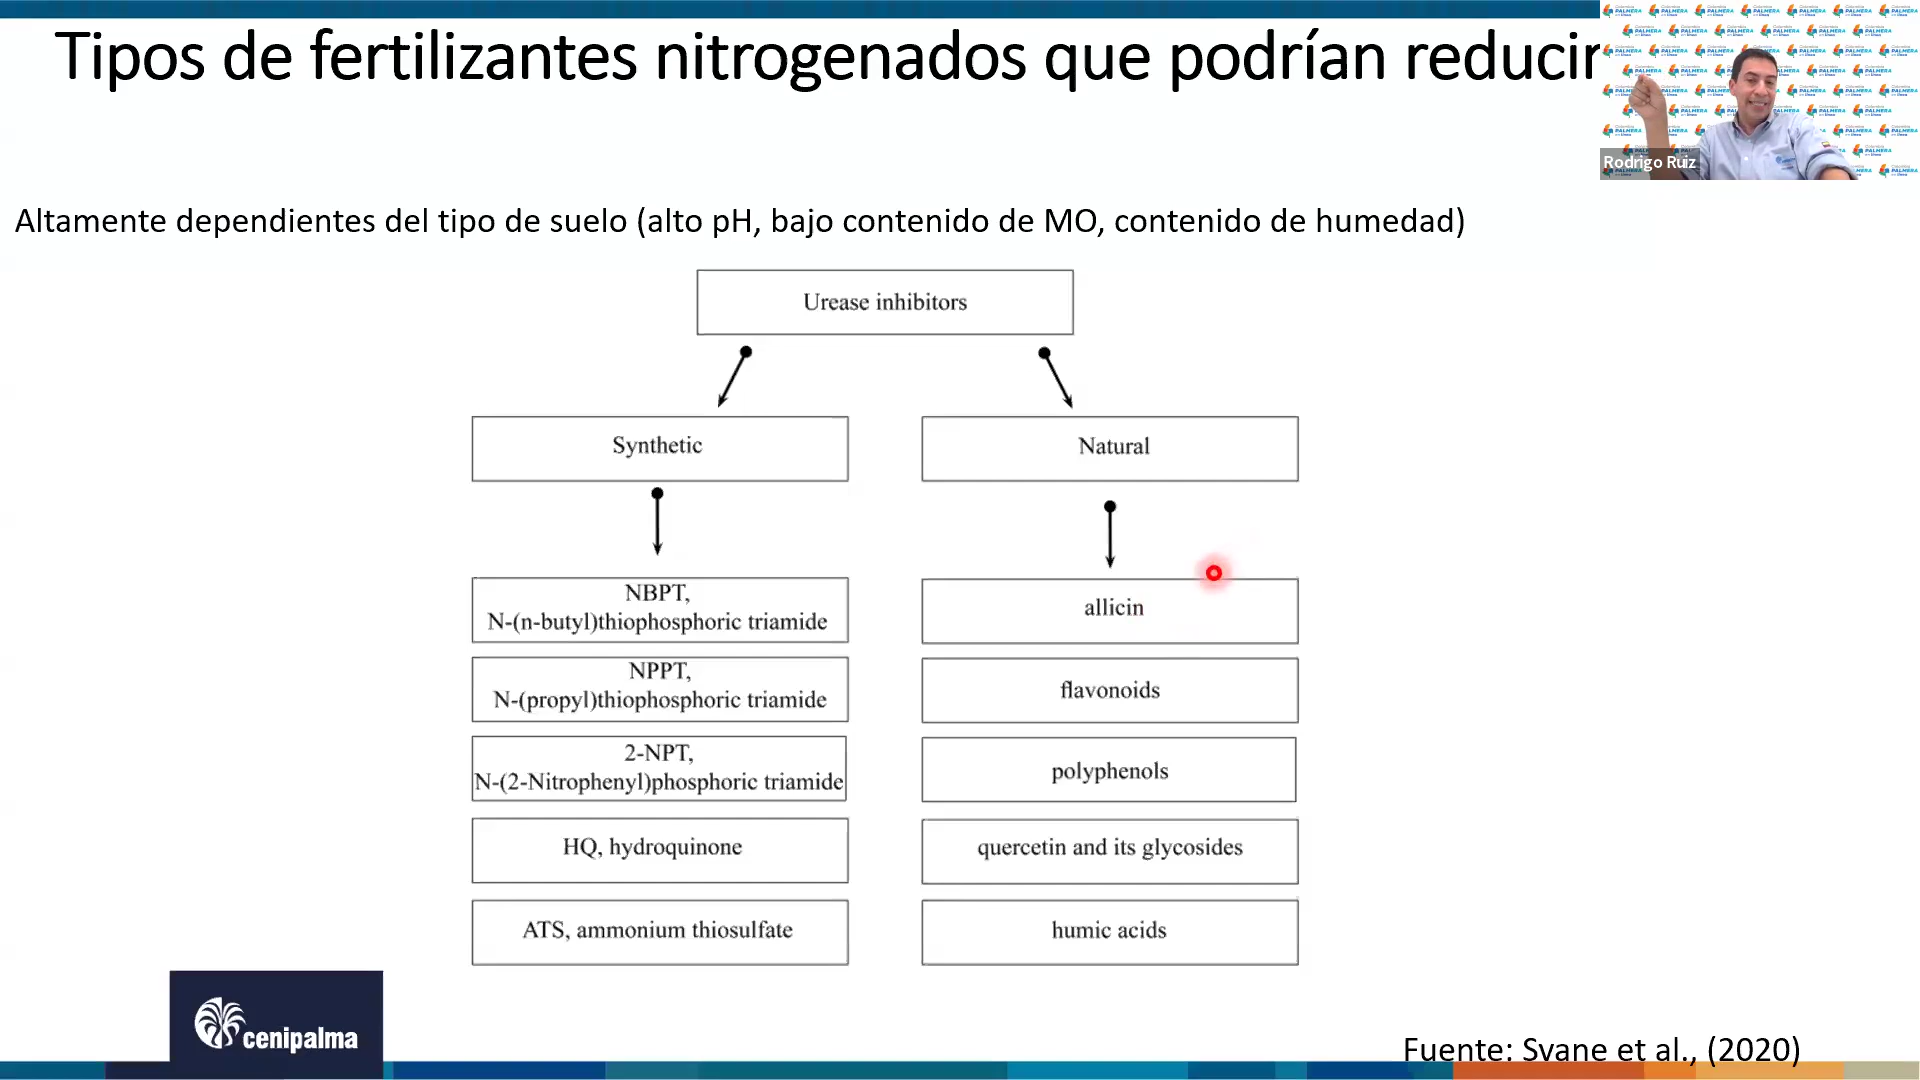 Tipos de fertilizantes nitrogenados que podrían reducir
Rodrigo Ruiz
Altamente dependientes del tipo de suelo (alto pH, bajo contenido de MO, contenido de humedad)
Urease inhibitors
Synthetic
Natural
NBPT,
N-(n-butyl)thiophosphoric triamide
allicin
NPPT,
N-(propyl)thiophosphoric triamide
flavonoids
2-NPT,
N-(2-Nitrophenyl)phosphoric triamide
polyphenols
HQ, hydroquinone
quercetin and its glycosides
ATS, ammonium thiosulfate
humic acids
cenipalma
Fuente: Svane et al., (2020)